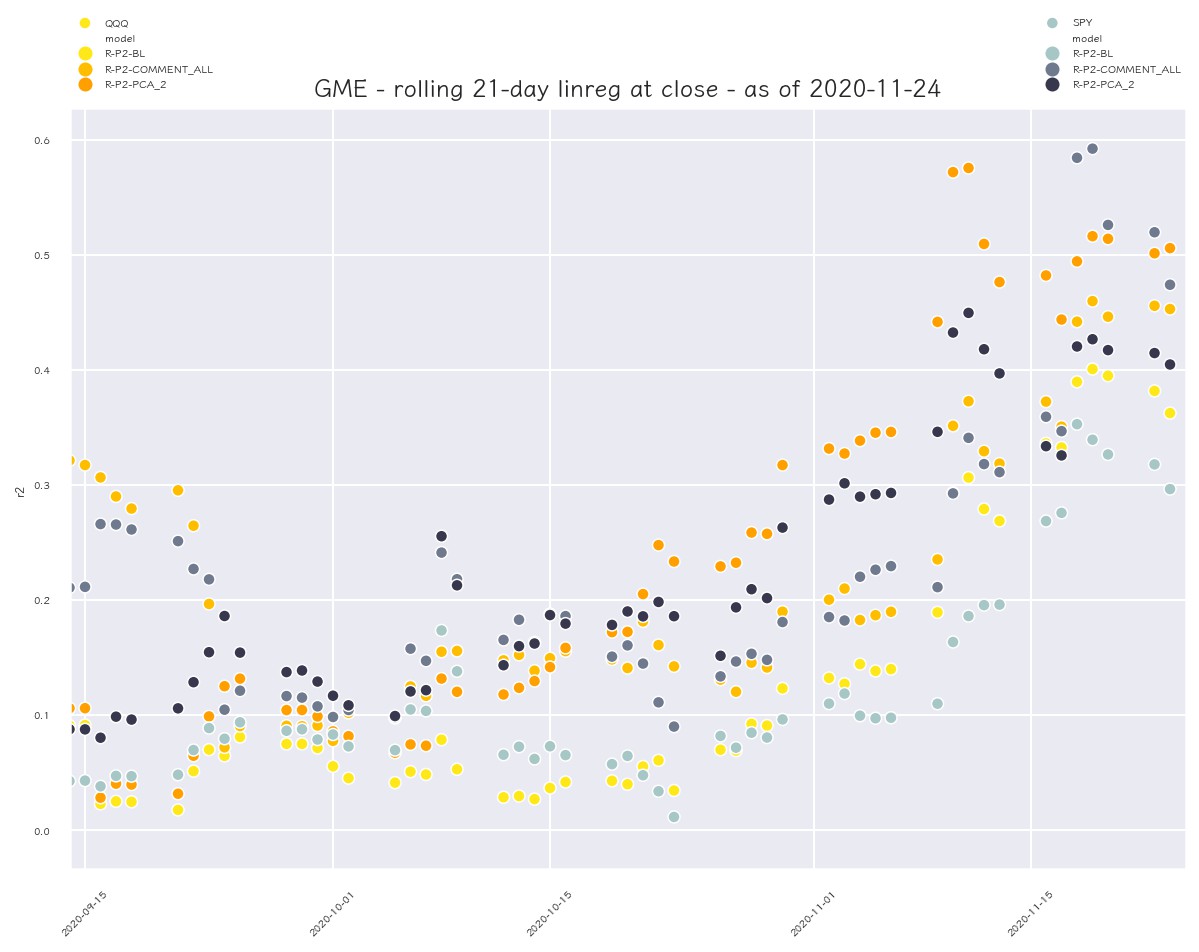 QQQ
model
R-P2-BL
R-P2-COMMENT_ALL
R-P2-PCA_2
SPY
model
R-P2-BL
R-P2-COMMENT_ALL
R-P2-PCA_2
GME - rolling 21-day linreg at close - as of 2020-11-24
0.6
0.5
0.4
0.3
0.2
0.1
0.0
r2
2020-09-15
2020-10-01
2020-10-15
2020-11-01
2020-11-15